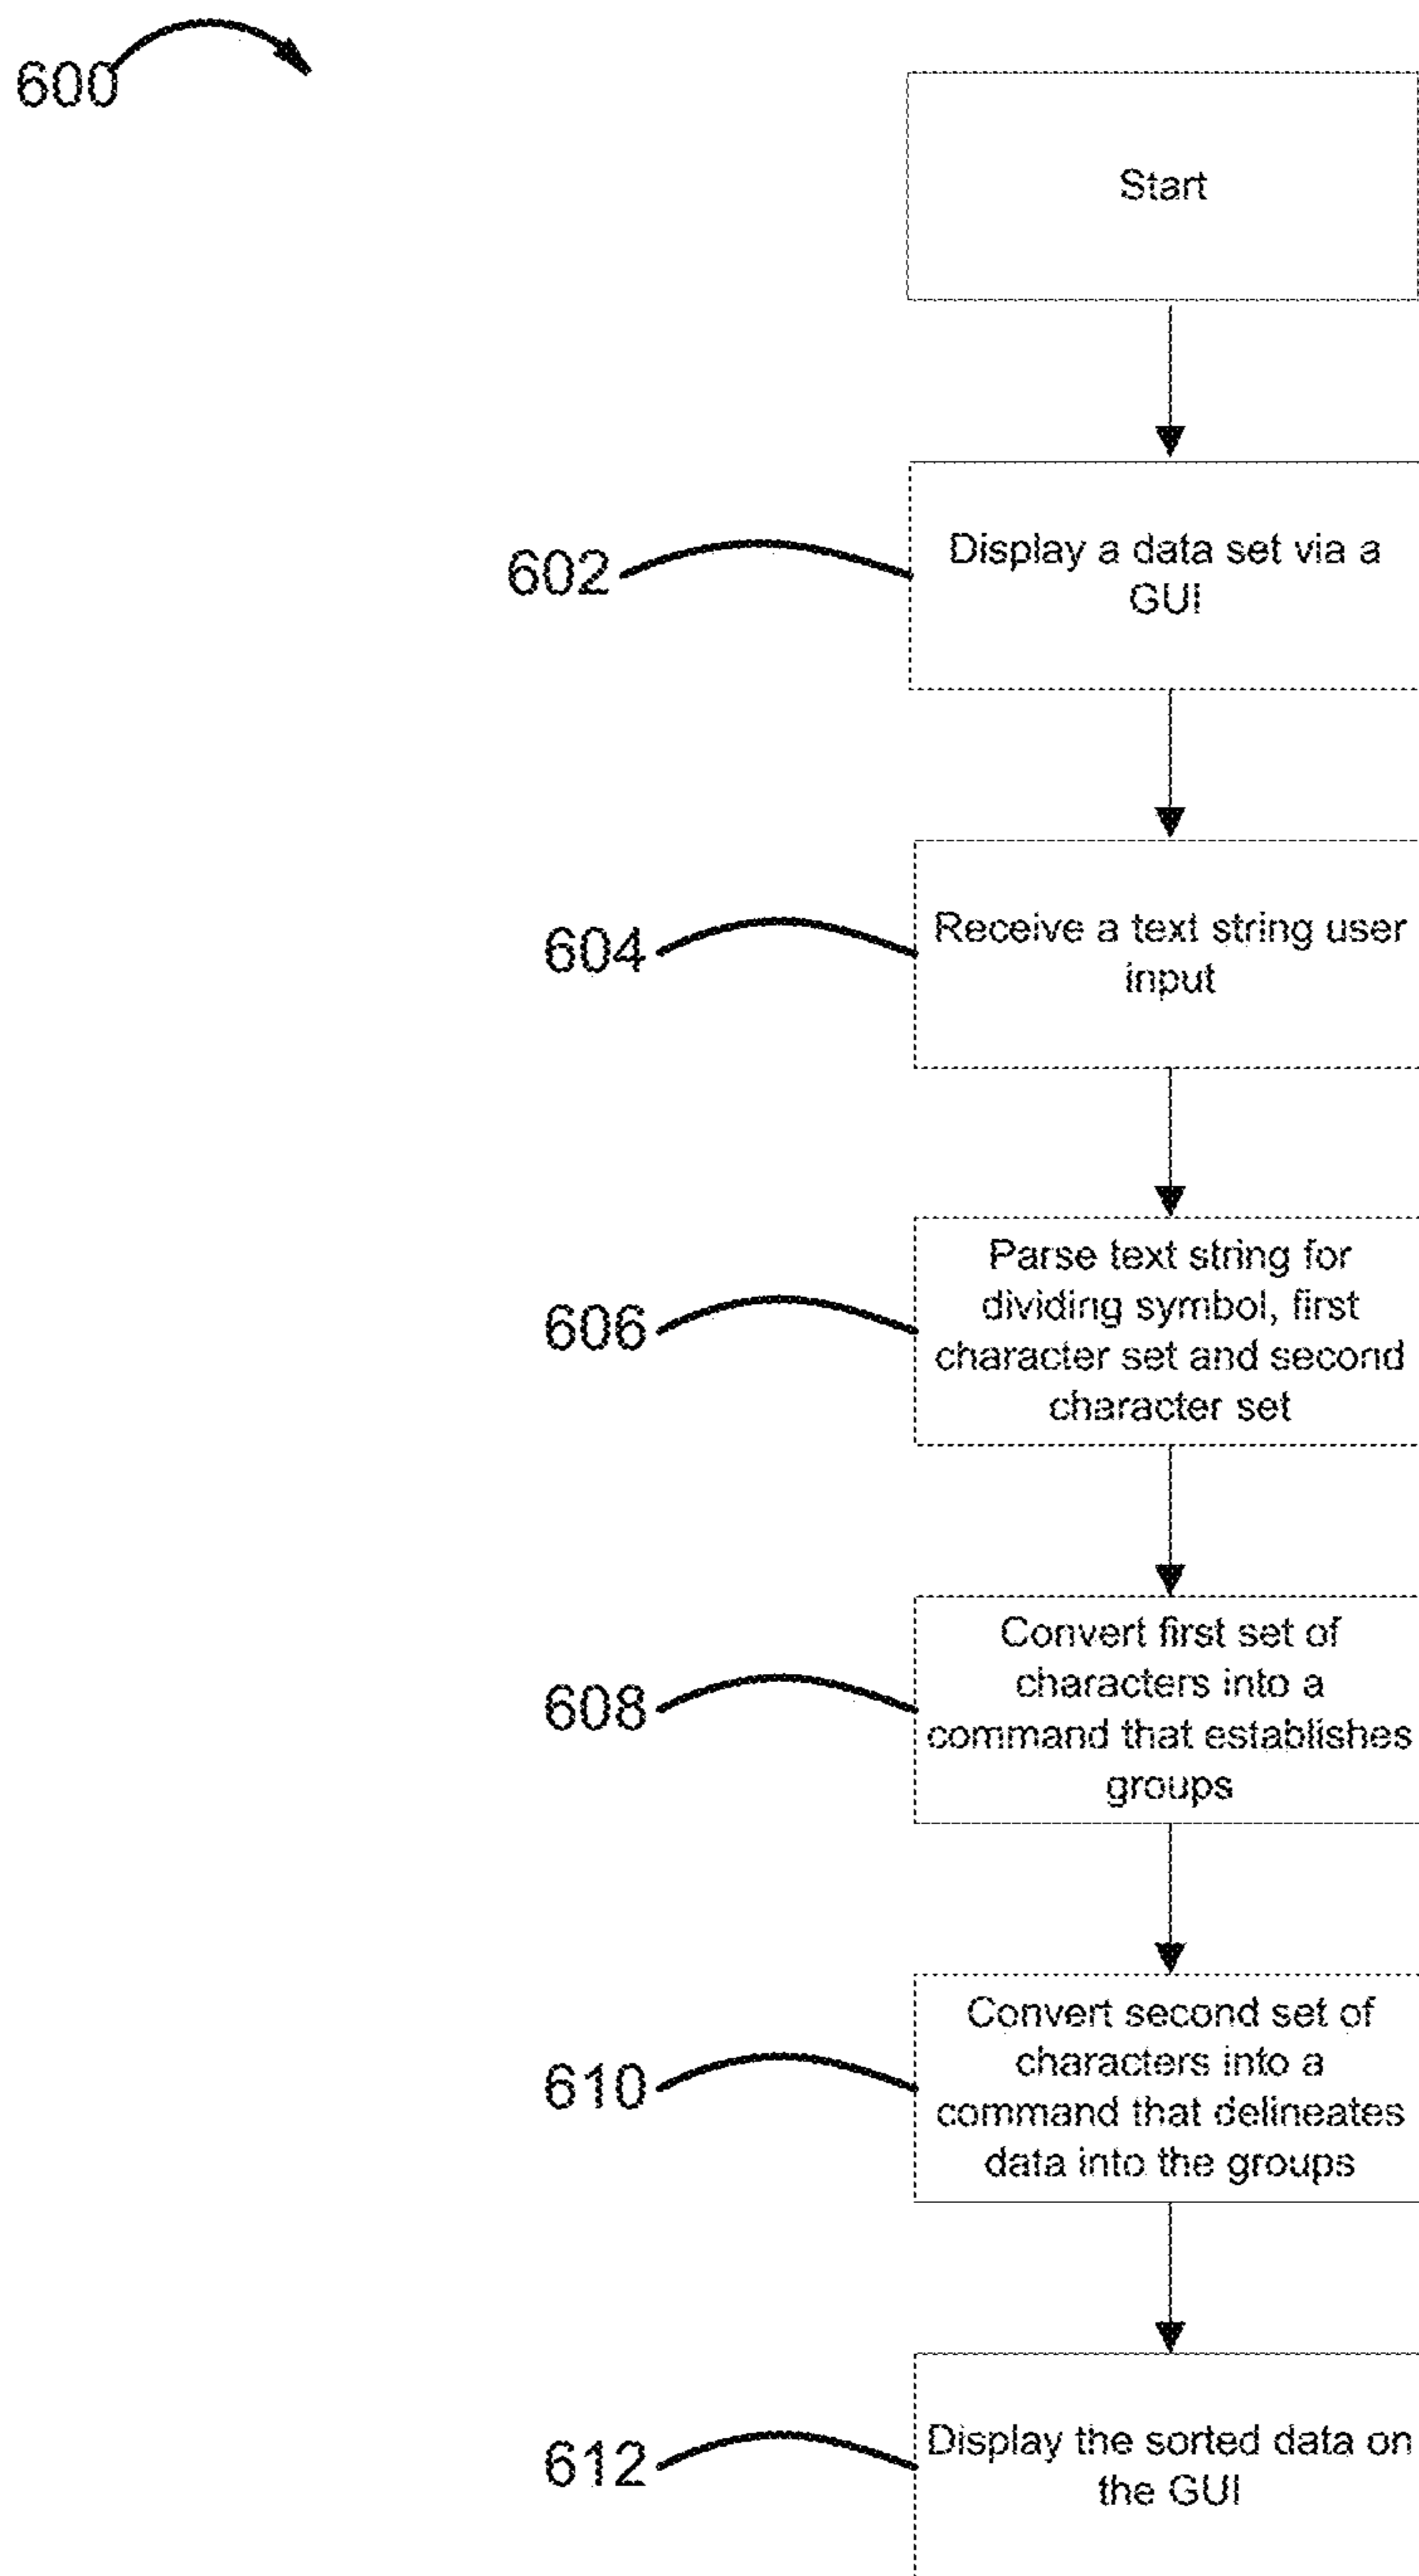 600
Start
602
Display a data set via a
GUI
604
Receive a text string user
input
606
Parse text string for
dividing symbol, first
character set and second
character set
608
Convert first set of
characters into a
command that establishes
groups
610
Convert second set of
characters into a
command that delineates
data into the groups
612
Display the sorted data on
the GUI